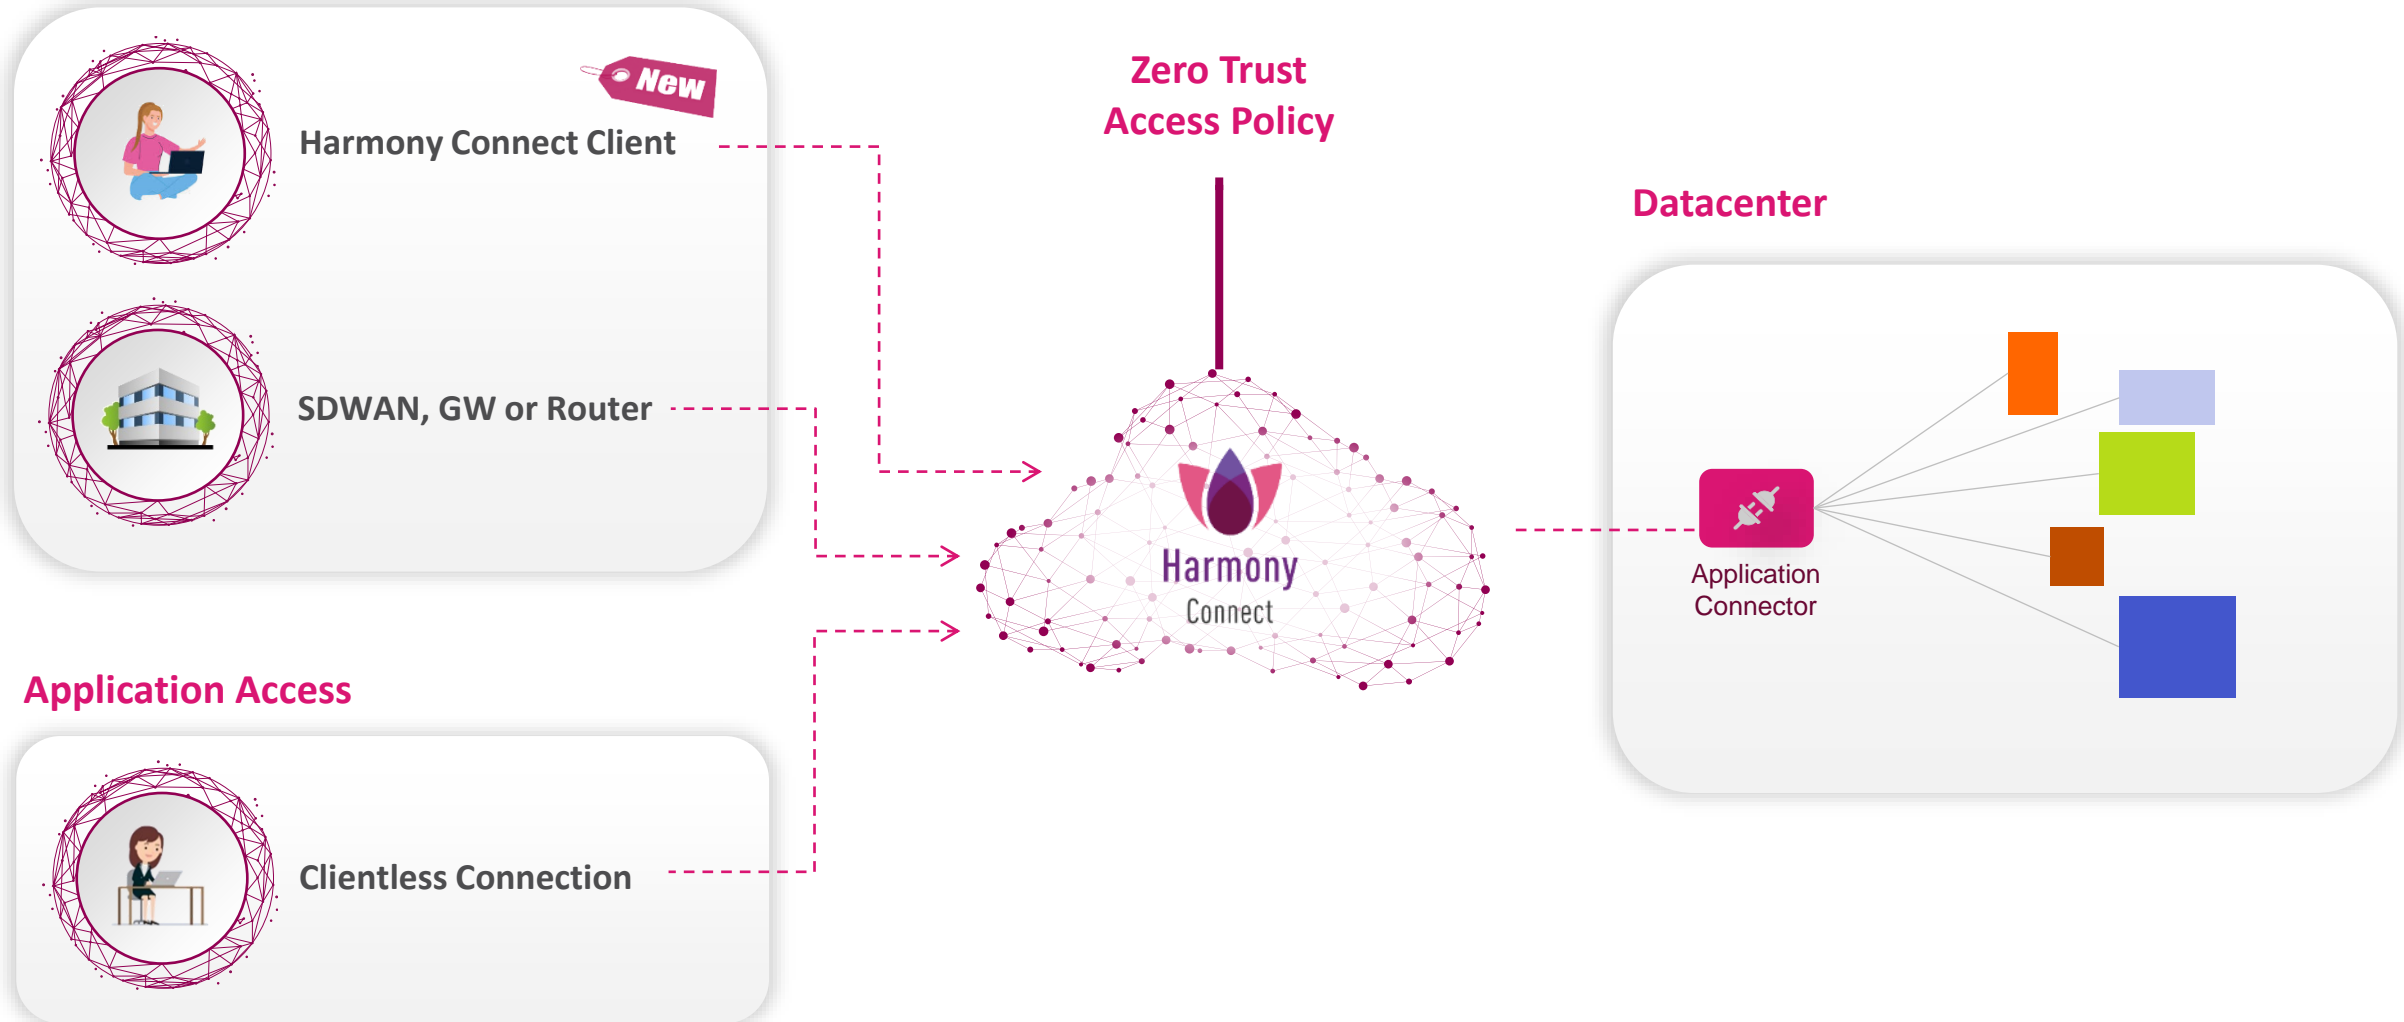 New
Harmony Connect Client
SDWAN, GW or Router
Application Access
Clientless Connection
Zero Trust
Access Policy
Harmony
Connect
Datacenter
Application
Connector